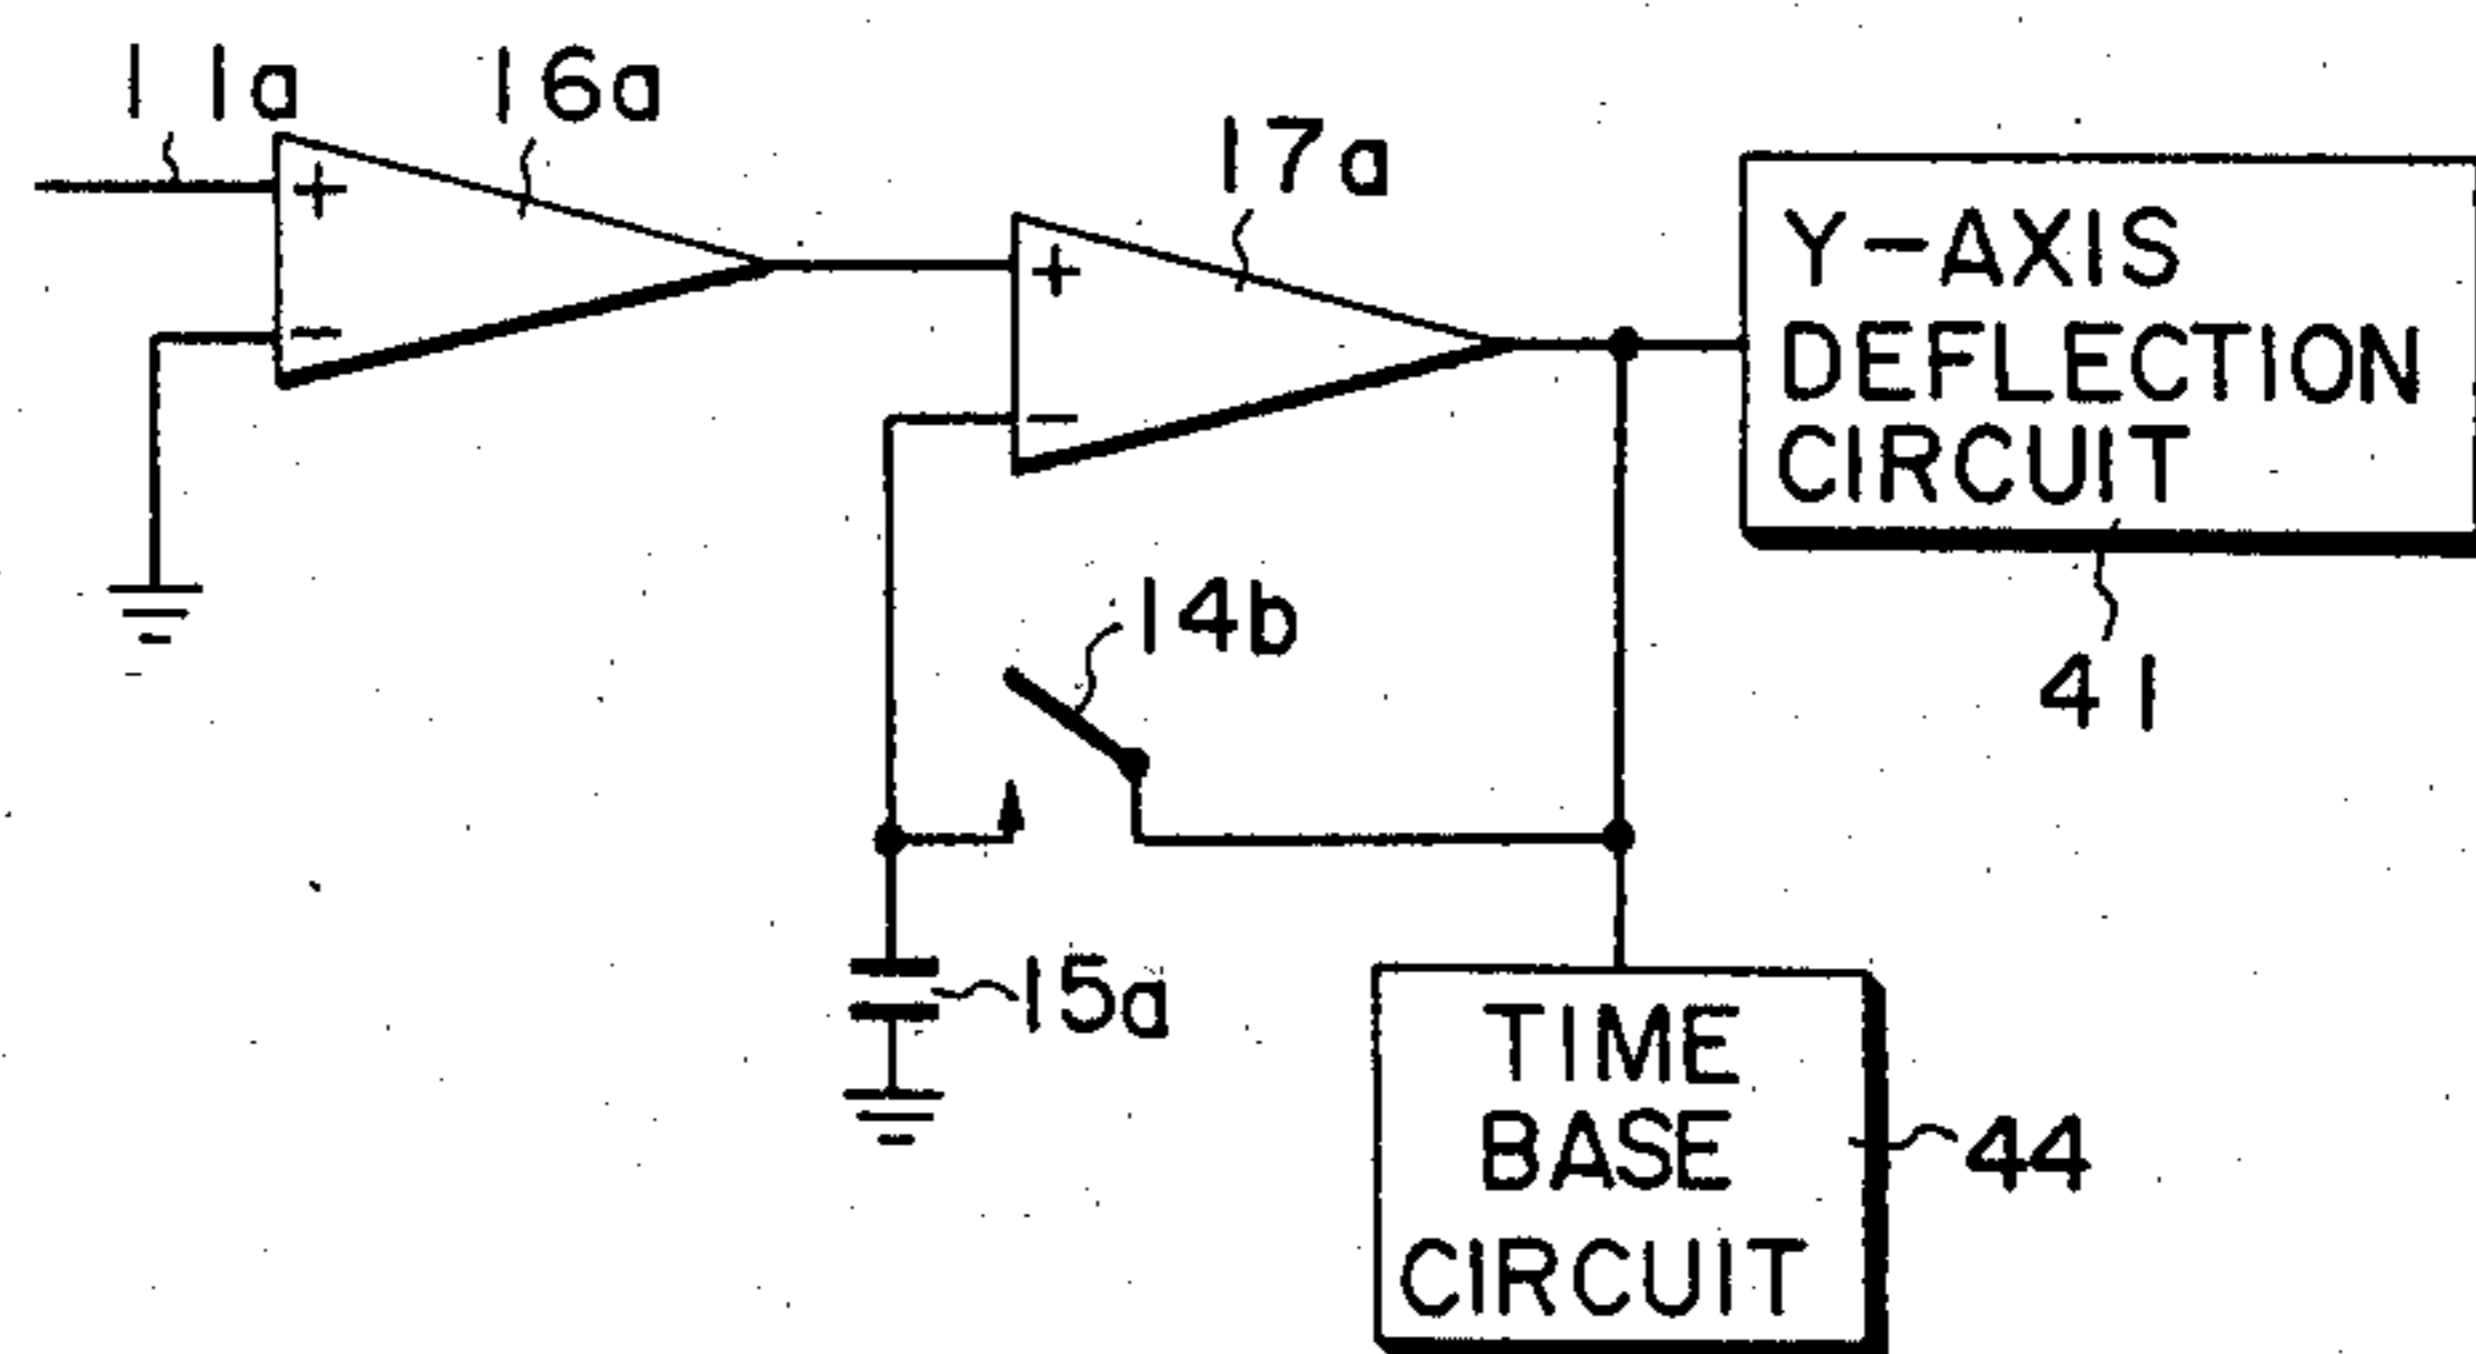 11a
16a
17a
+
-
+
-
Y-AXIS
DEFLECTION
CIRCUIT
41
14b
15a
TIME
BASE
CIRCUIT
44